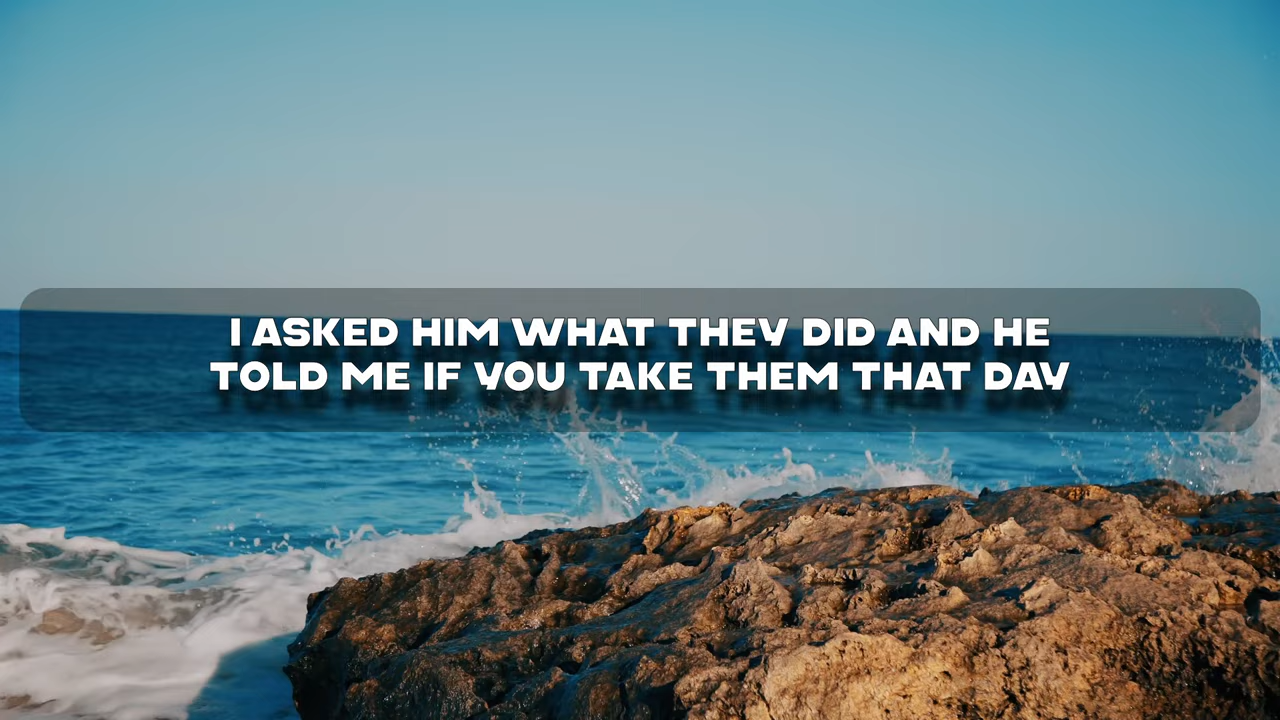 I ASKED HIM WHAT THEY DID AND HE
TOLD ME IF YOU TAKE THEM THAT DAY